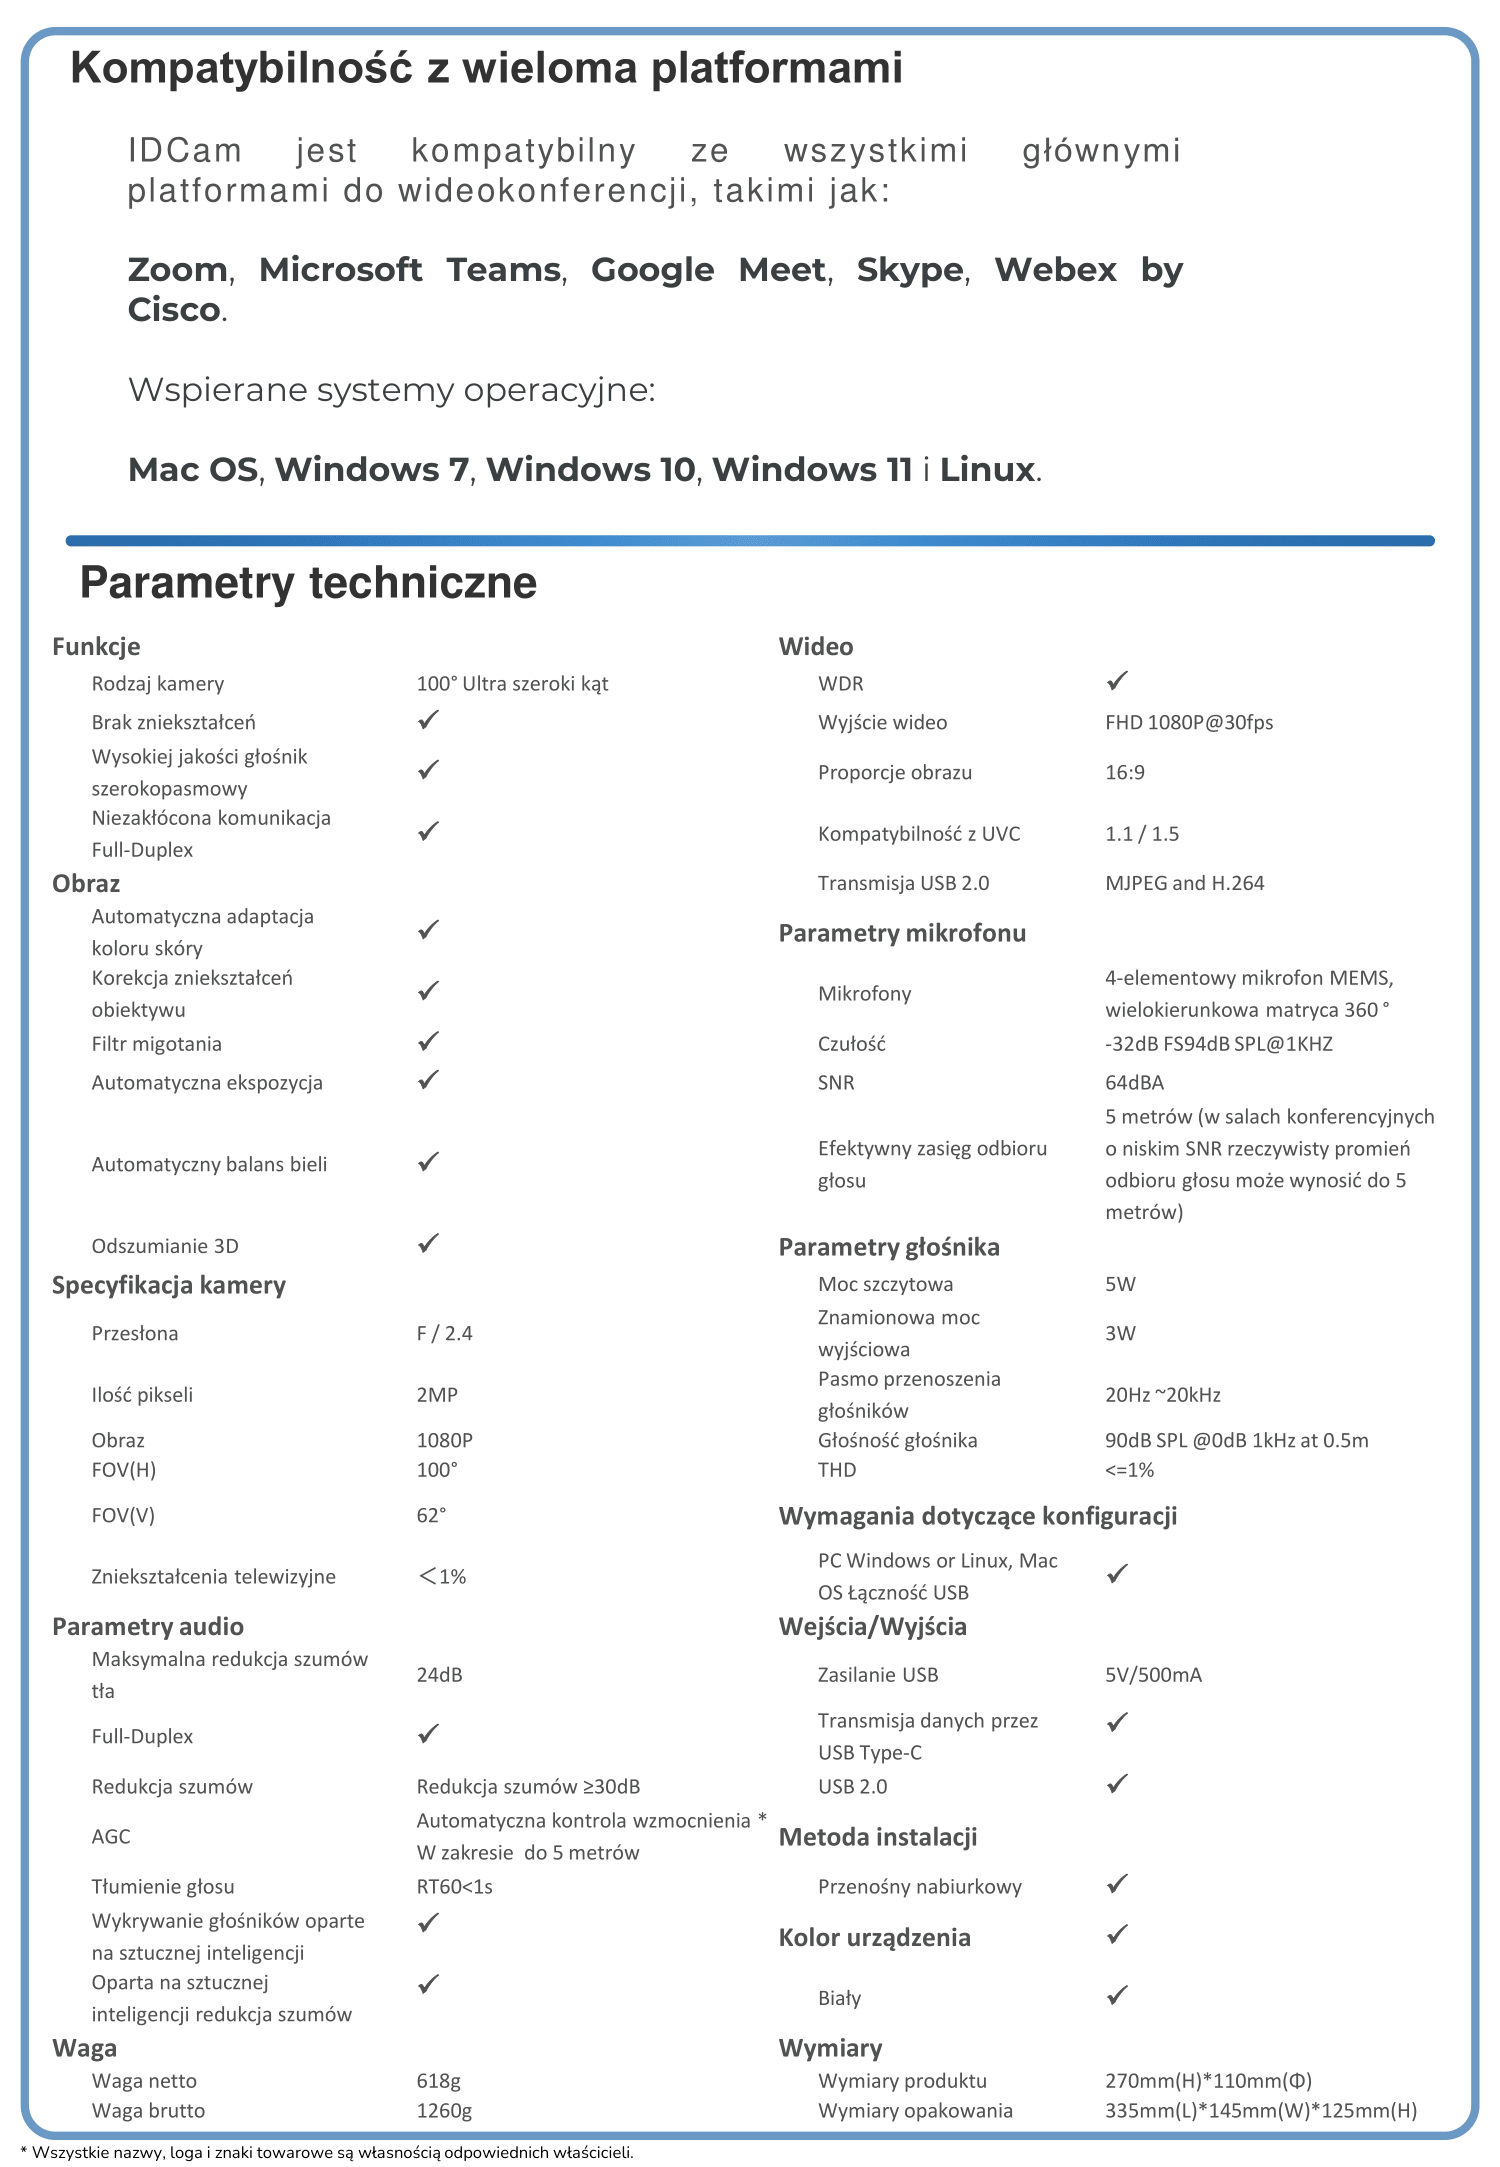 Kompatybilność z wieloma platformami
IDCam jest kompatybilny ze wszystkimi głównymi
platformami do wideokonferencji, takimi jak:
Zoom, Microsoft Teams, Google Meet, Skype, Webex by
Cisco.
Wspierane systemy operacyjne:
Mac OS, Windows 7, Windows 10, Windows 11 i Linux.
Parametry techniczne
Funkcje
Rodzaj kamery 100° Ultra szeroki kąt
Brak zniekształceń ✓
Wysokiej jakości głośnik
szerokopasmowy ✓
Niezakłócona komunikacja
Full-Duplex ✓
Obraz
Automatyczna adaptacja
koloru skóry ✓
Korekcja zniekształceń
obiektywu ✓
Filtr migotania ✓
Automatyczna ekspozycja ✓
Automatyczny balans bieli ✓
Odszumianie 3D ✓
Specyfikacja kamery
Przesłona F / 2.4
Ilość pikseli 2MP
Obraz 1080P
FOV(H) 100°
FOV(V) 62°
Zniekształcenia telewizyjne ＜1%
Parametry audio
Maksymalna redukcja szumów
tła 24dB
Full-Duplex ✓
Redukcja szumów Redukcja szumów ≥30dB
AGC Automatyczna kontrola wzmocnienia *
W zakresie do 5 metrów
Tłumienie głosu RT60<1s
Wykrywanie głośników oparte ✓
na sztucznej inteligencji
Oparta na sztucznej ✓
inteligencji redukcja szumów
Waga
Waga netto 618g
Waga brutto 1260g
Wideo
WDR ✓
Wyjście wideo FHD 1080P@30fps
Proporcje obrazu 16:9
Kompatybilność z UVC 1.1 / 1.5
Transmisja USB 2.0 MJPEG and H.264
Parametry mikrofonu
Mikrofony 4-elementowy mikrofon MEMS,
wielokierunkowa matryca 360 °
Czułość -32dB FS94dB SPL@1KHZ
SNR 64dBA
5 metrów (w salach konferencyjnych
Efektywny zasięg odbioru o niskim SNR rzeczywisty promień
głosu odbioru głosu może wynosić do 5
metrów)
Parametry głośnika
Moc szczytowa 5W
Znamionowa moc
wyjściowa 3W
Pasmo przenoszenia
głośników 20Hz ~20kHz
Głośność głośnika 90dB SPL @0dB 1kHz at 0.5m
THD <=1%
Wymagania dotyczące konfiguracji
PC Windows or Linux, Mac
OS Łączność USB ✓
Wejścia/Wyjścia
Zasilanie USB 5V/500mA
Transmisja danych przez ✓
USB Type-C
USB 2.0 ✓
Metoda instalacji
Przenośny nabiurkowy ✓
Kolor urządzenia ✓
Biały ✓
Wymiary
Wymiary produktu 270mm(H)*110mm(Φ)
Wymiary opakowania 335mm(L)*145mm(W)*125mm(H)
* Wszystkie nazwy, loga i znaki towarowe są własnością odpowiednich właścicieli.